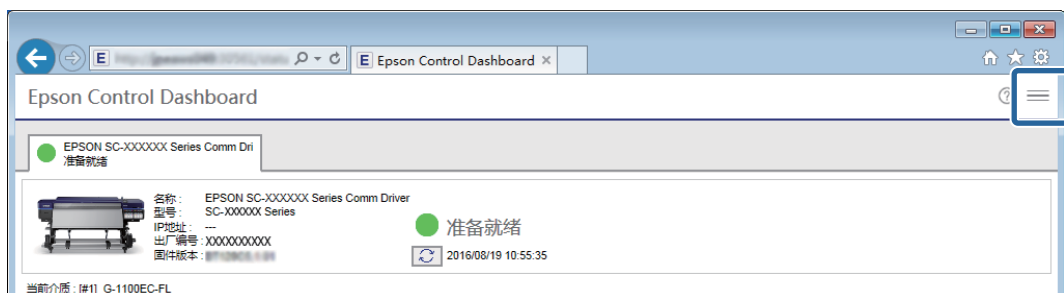 Epson Control Dashboard
Epson Control Dashboard
EPSON SC-XXXXXX Series Comm Dri
准备就绪
名称: EPSON SC-XXXXXX Series Comm Driver
型号: SC-XXXXXX Series
IP地址: ---
出厂编号: XXXXXXXXXX
固件版本:
准备就绪
2016/08/19 10:55:35
当前介质: [#1] G-1100EC-FL